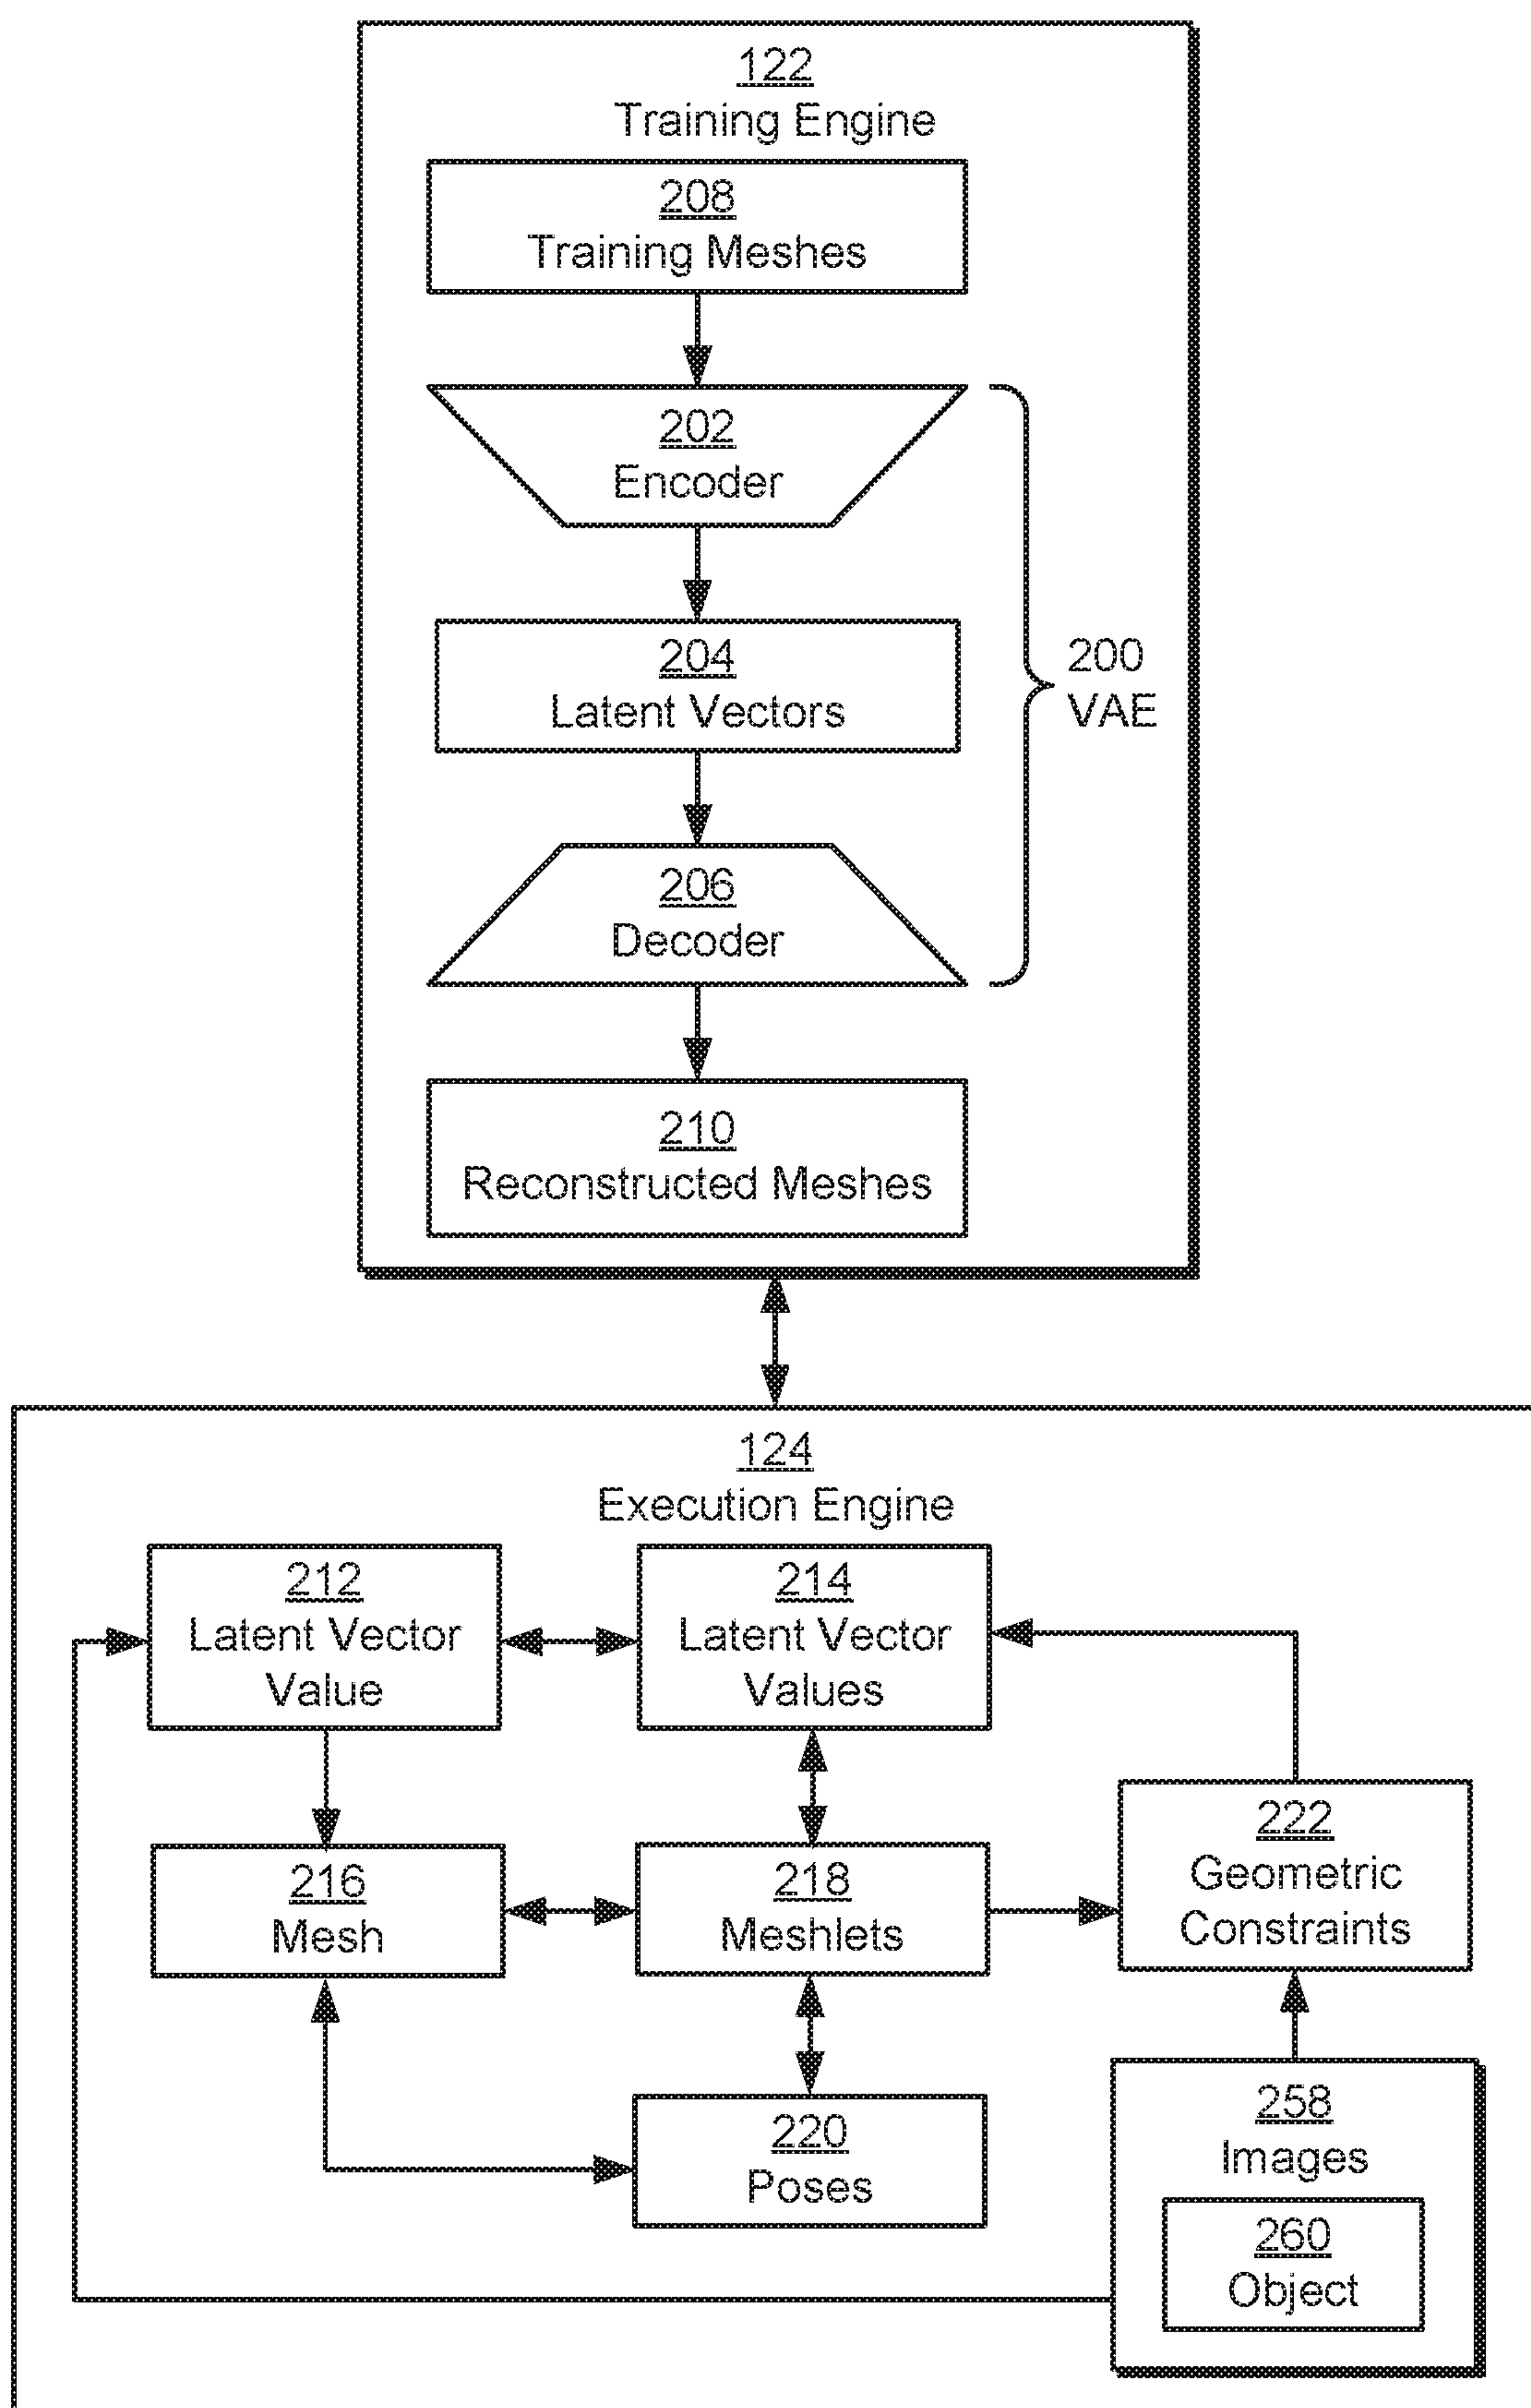 122
Training Engine
208
Training Meshes
202
Encoder
204
Latent Vectors
200
VAE
206
Decoder
210
Reconstructed Meshes
124
Execution Engine
212
Latent Vector
Value
214
Latent Vector
Values
216
Mesh
218
Meshlets
222
Geometric
Constraints
220
Poses
258
Images
260
Object